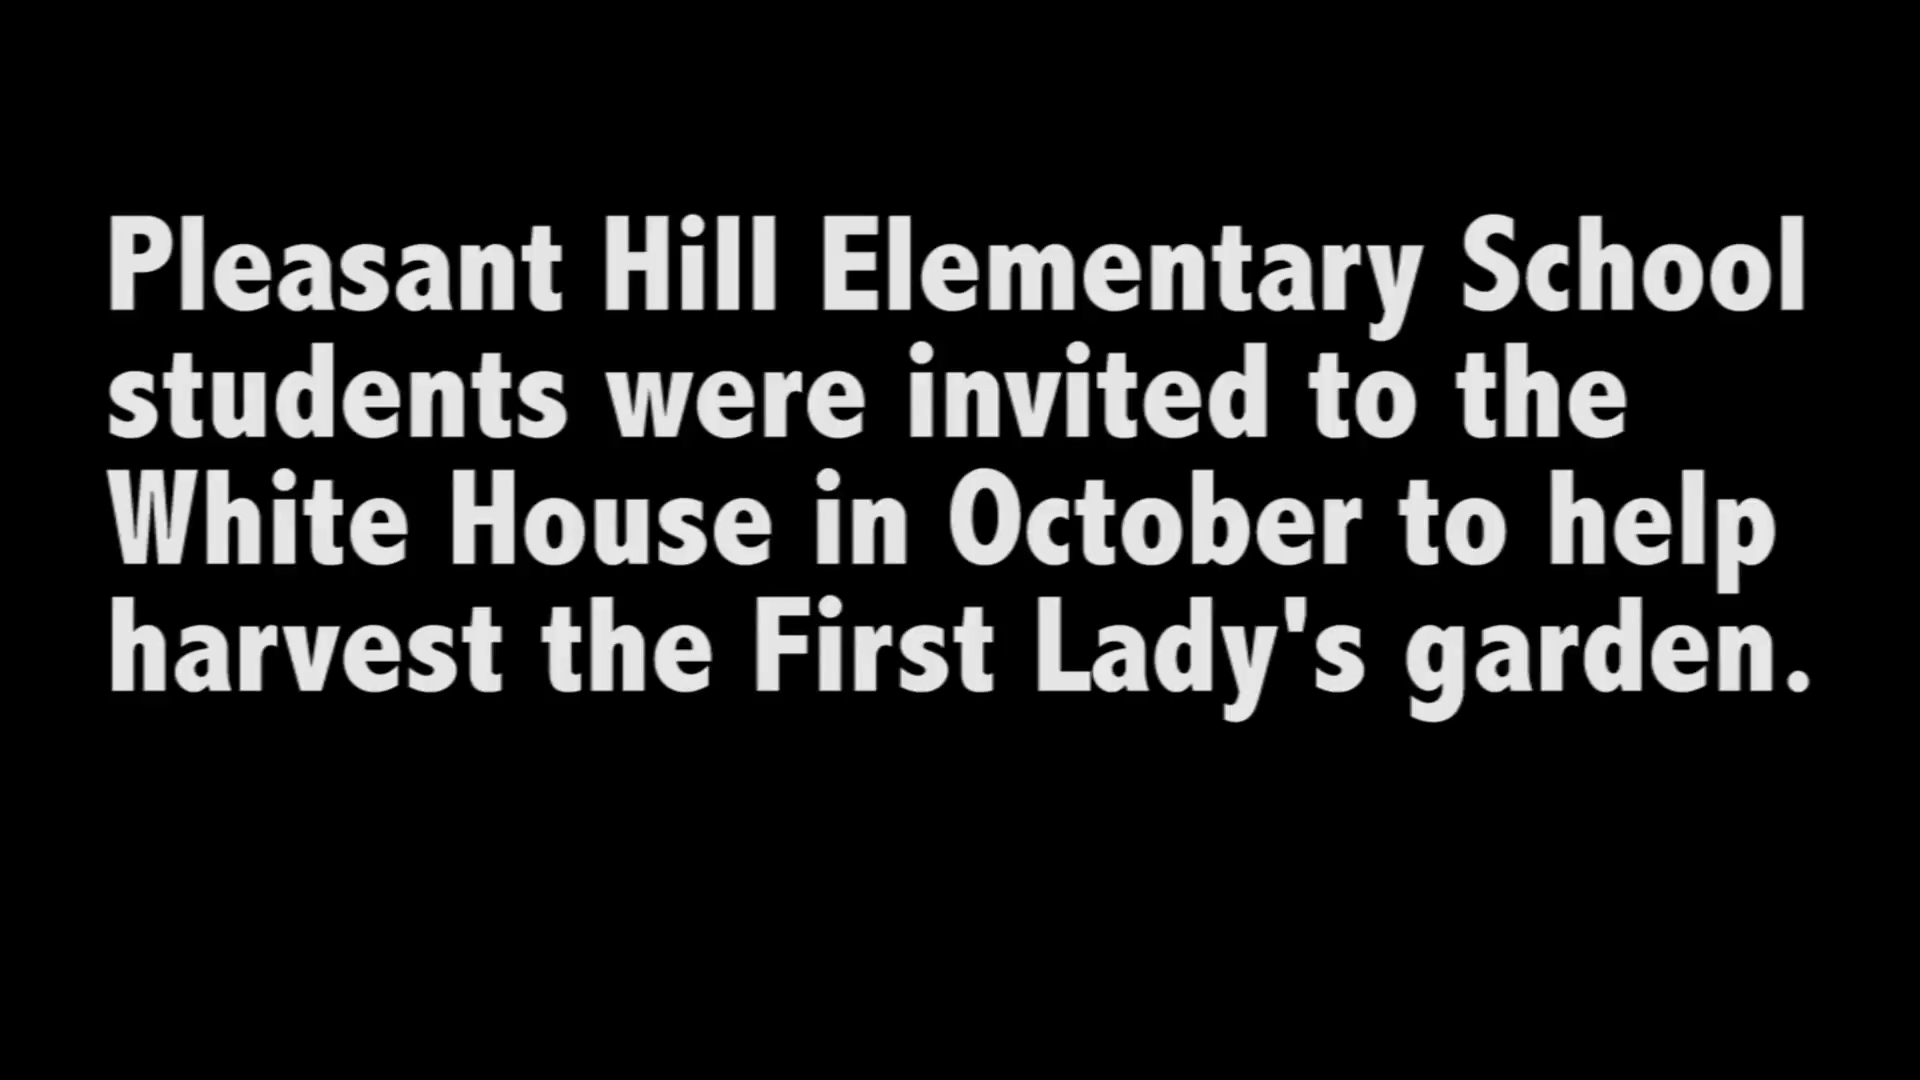 Pleasant Hill Elementary School
students were invited to the
White House in October to help
harvest the First Lady's garden.